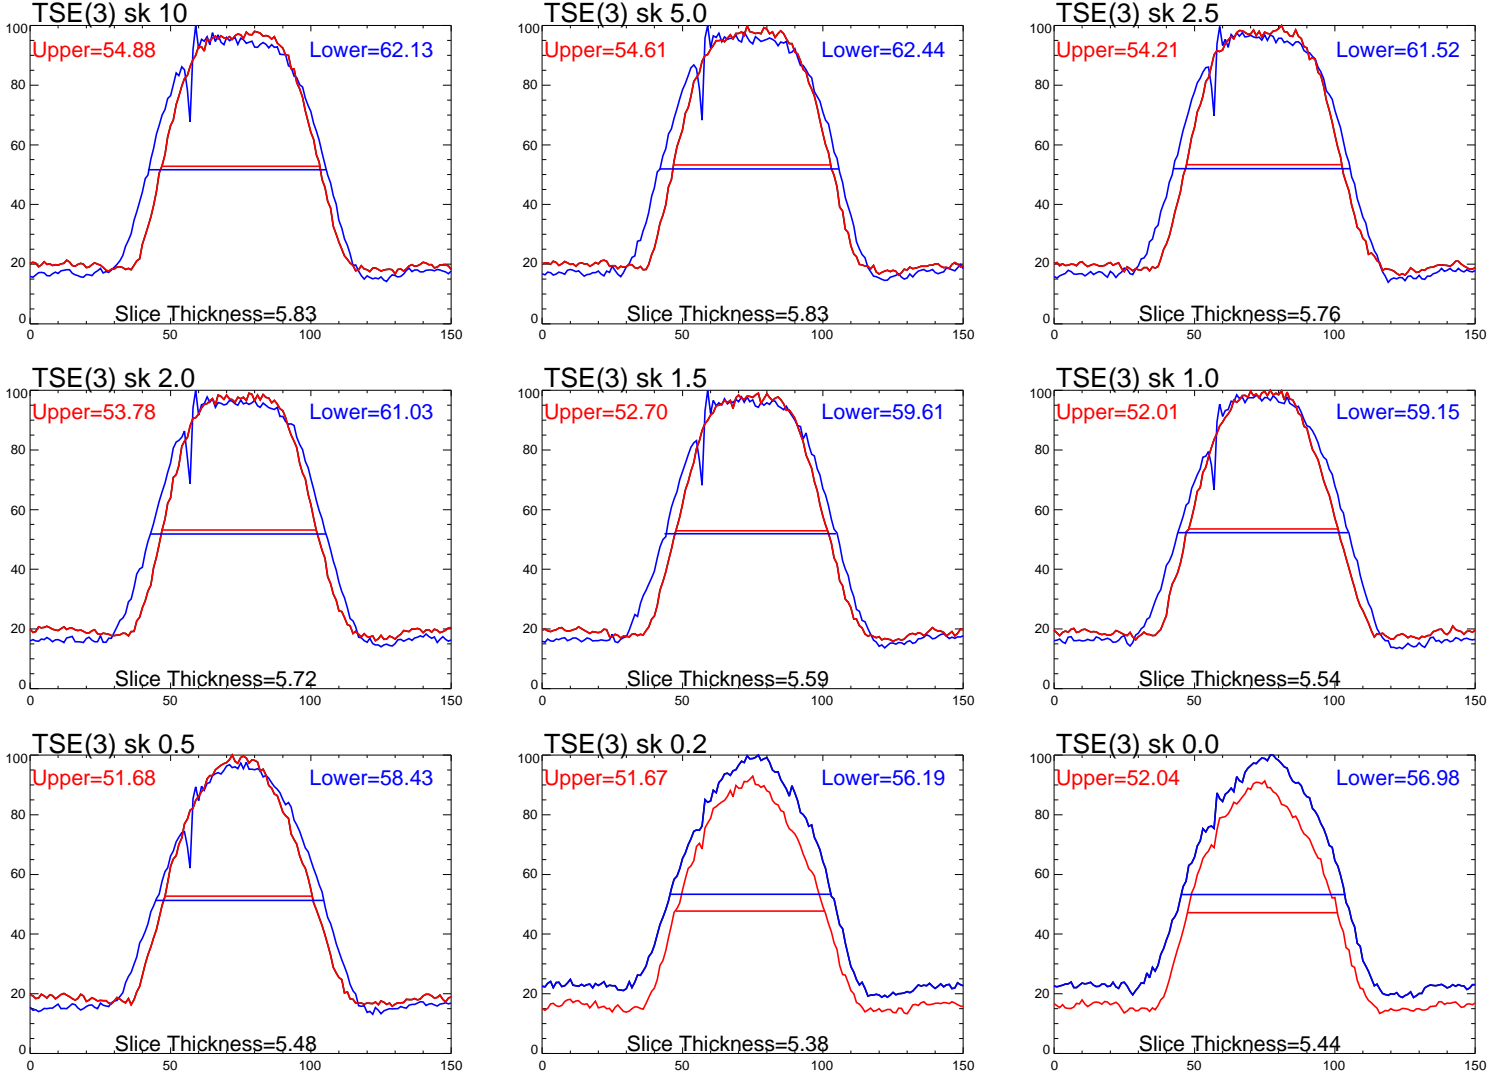 TSE(3) sk 10
Upper=54.88 Lower=62.13
100
80
60
40
20
0
Slice Thickness=5.83
0 50 100 150
TSE(3) sk 5.0
Upper=54.61 Lower=62.44
100
80
60
40
20
0
Slice Thickness=5.83
0 50 100 150
TSE(3) sk 2.5
Upper=54.21 Lower=61.52
100
80
60
40
20
0
Slice Thickness=5.76
0 50 100 150
TSE(3) sk 2.0
Upper=53.78 Lower=61.03
100
80
60
40
20
0
Slice Thickness=5.72
0 50 100 150
TSE(3) sk 1.5
Upper=52.70 Lower=59.61
100
80
60
40
20
0
Slice Thickness=5.59
0 50 100 150
TSE(3) sk 1.0
Upper=52.01 Lower=59.15
100
80
60
40
20
0
Slice Thickness=5.54
0 50 100 150
TSE(3) sk 0.5
Upper=51.68 Lower=58.43
100
80
60
40
20
0
Slice Thickness=5.48
0 50 100 150
TSE(3) sk 0.2
Upper=51.67 Lower=56.19
100
80
60
40
20
0
Slice Thickness=5.38
0 50 100 150
TSE(3) sk 0.0
Upper=52.04 Lower=56.98
100
80
60
40
20
0
Slice Thickness=5.44
0 50 100 150